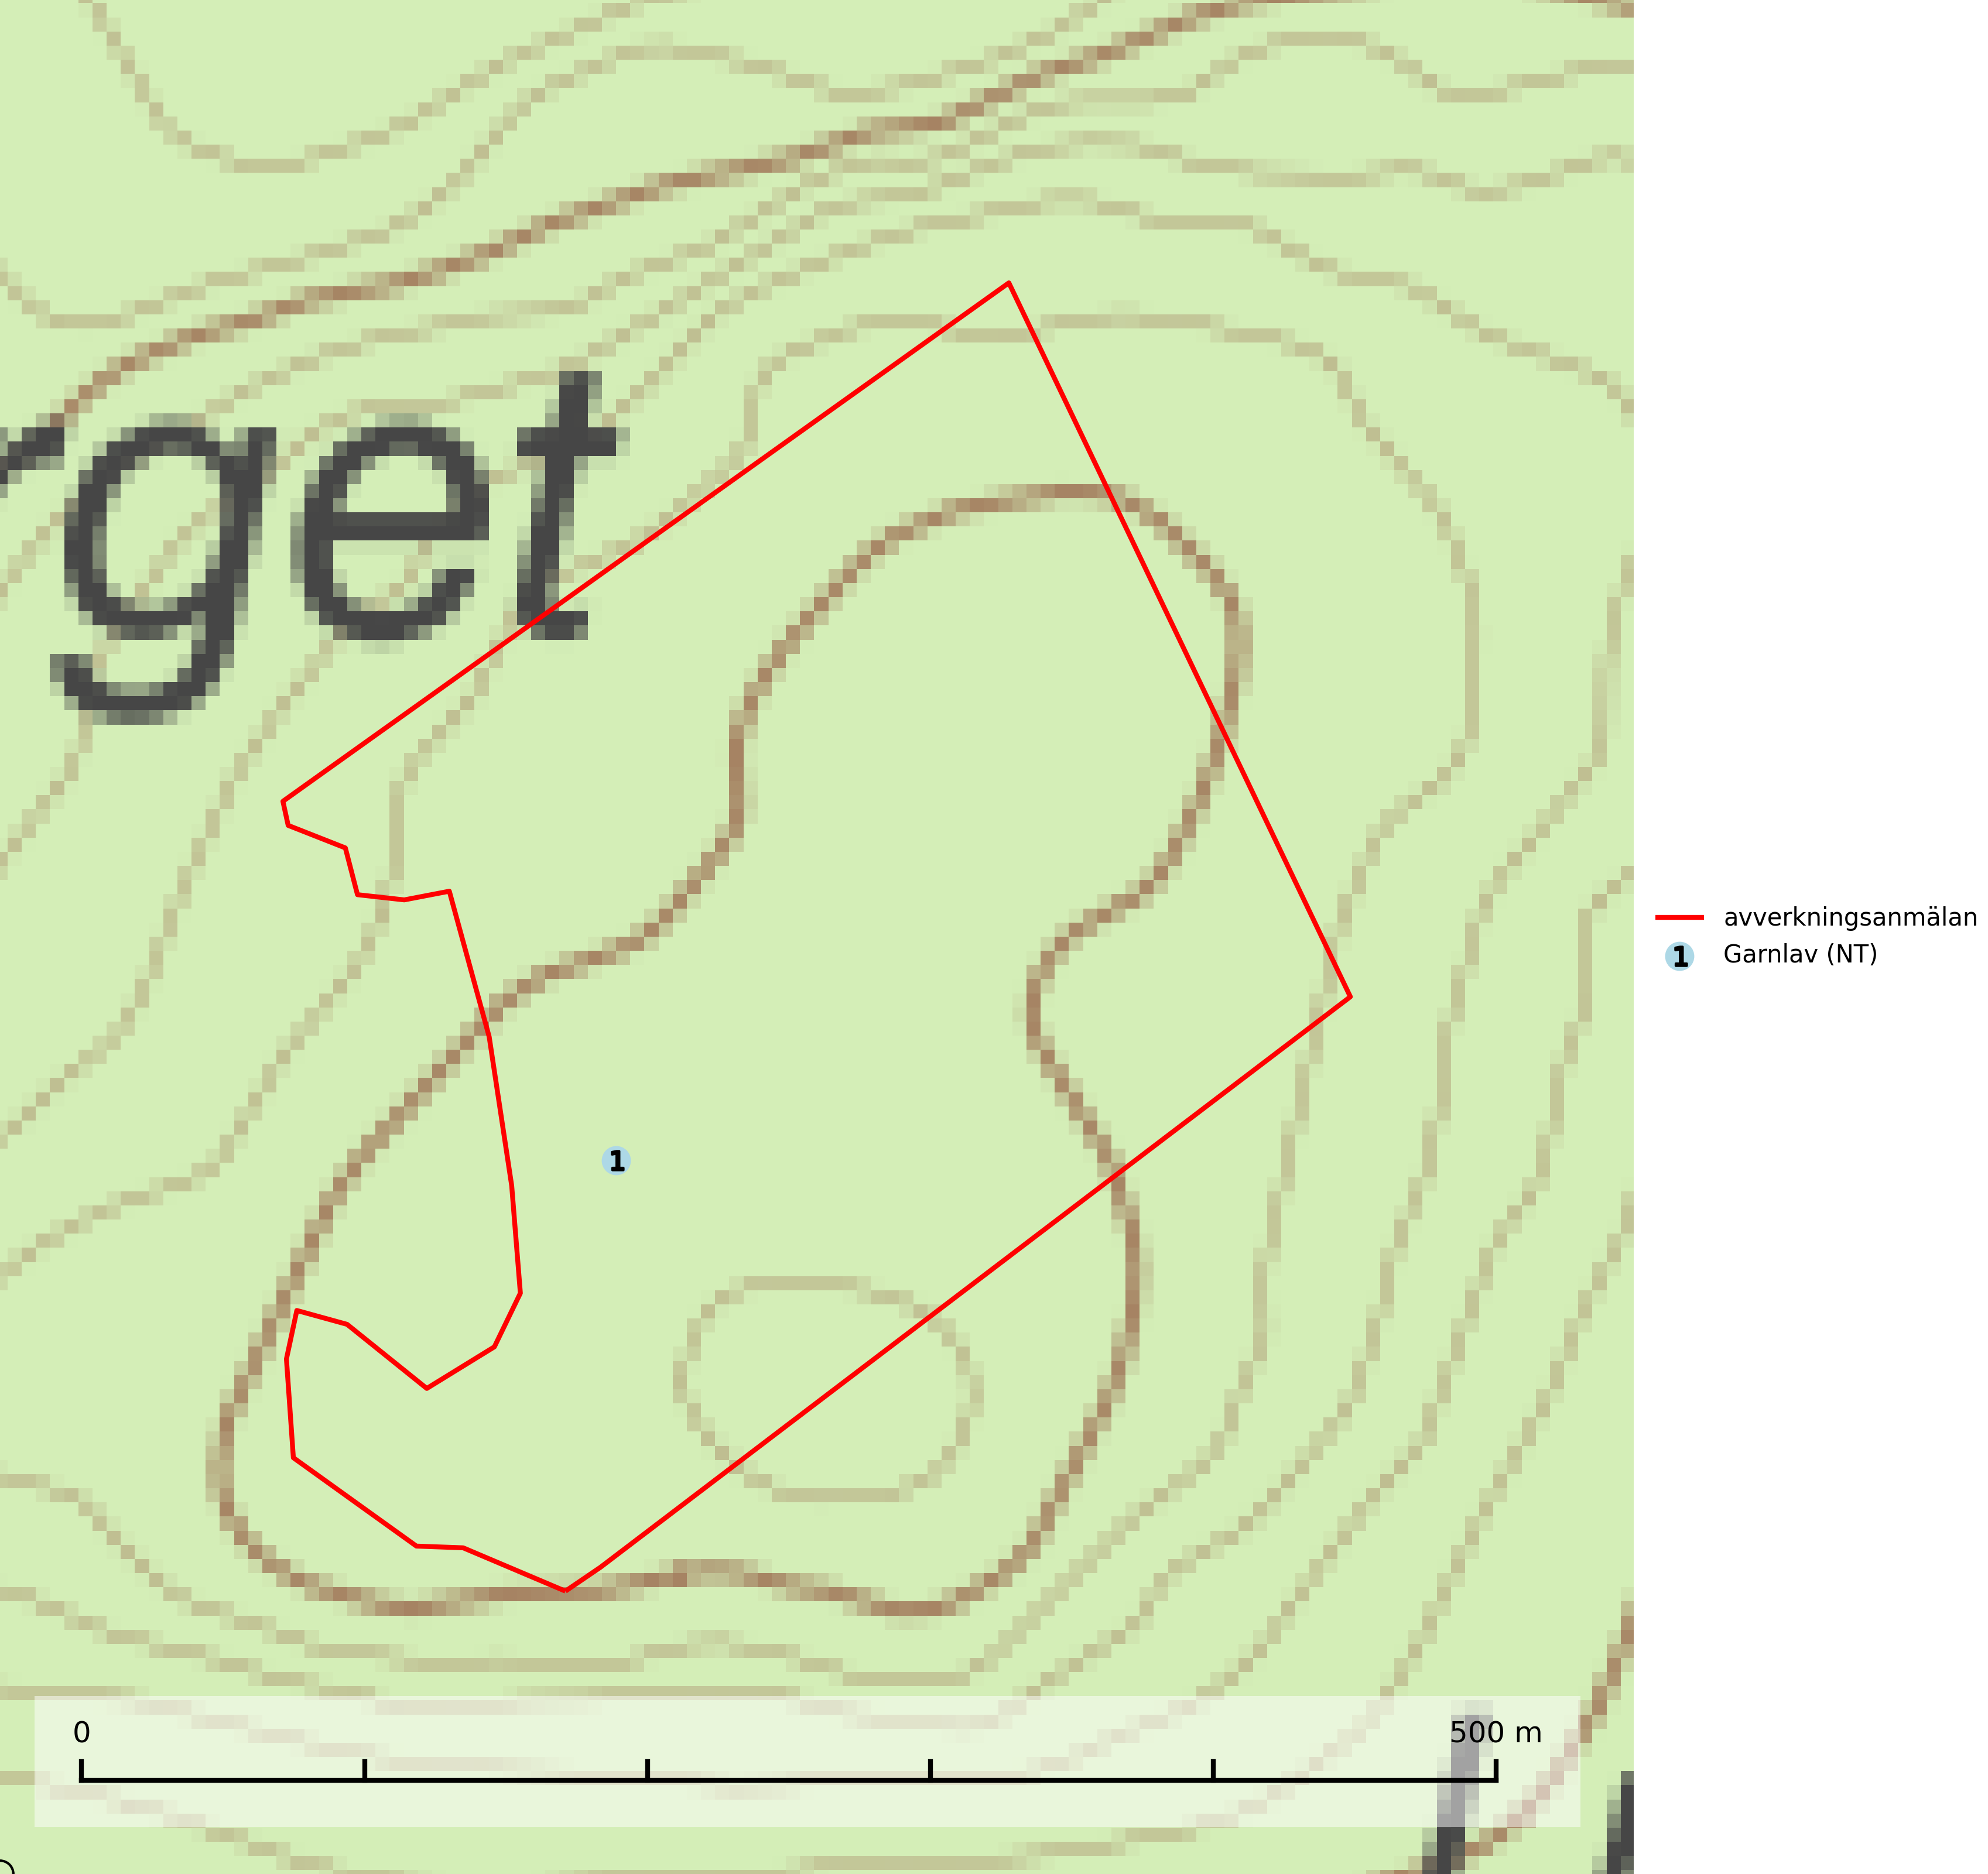 rget
1
avverkningsanmälan
1 Garnlav (NT)
0 500 m